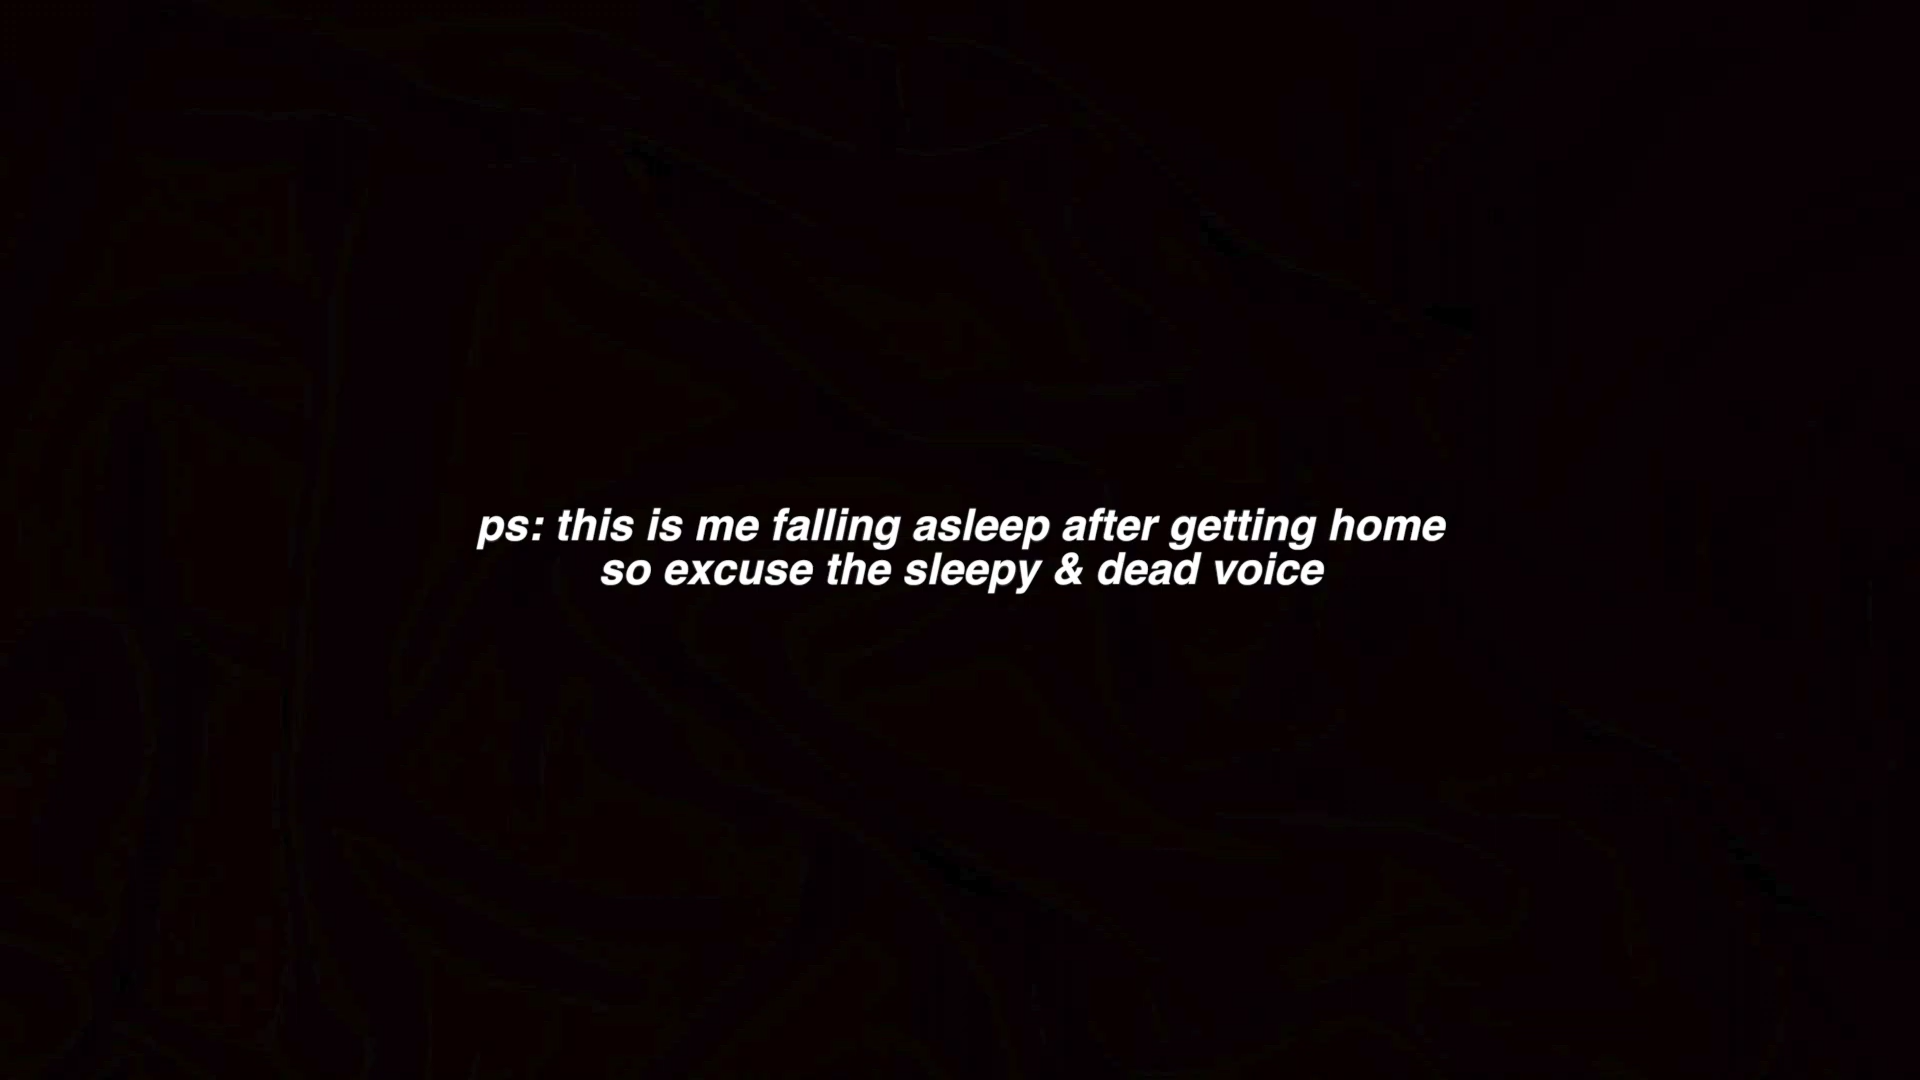 ps: this is me falling asleep after getting home
so excuse the sleepy & dead voice